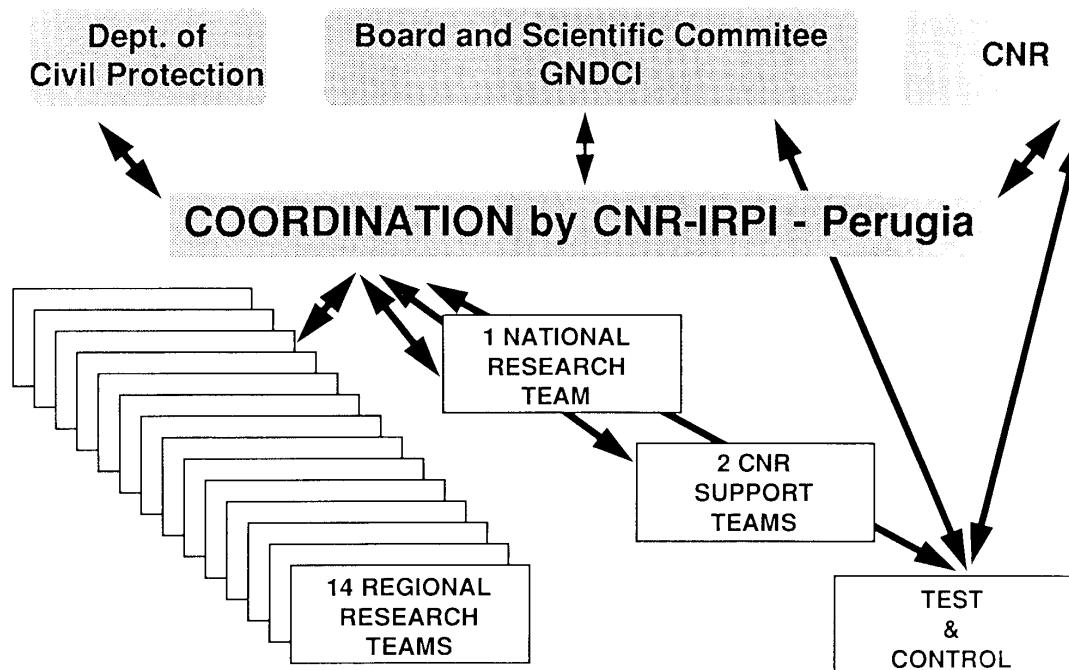 Dept. of
Civil Protection
Board and Scientific Commitee
GNDCI
CNR
COORDINATION by CNR-IRPI - Perugia
1 NATIONAL
RESEARCH
TEAM
2 CNR
SUPPORT
TEAMS
14 REGIONAL
RESEARCH
TEAMS
TEST
&
CONTROL